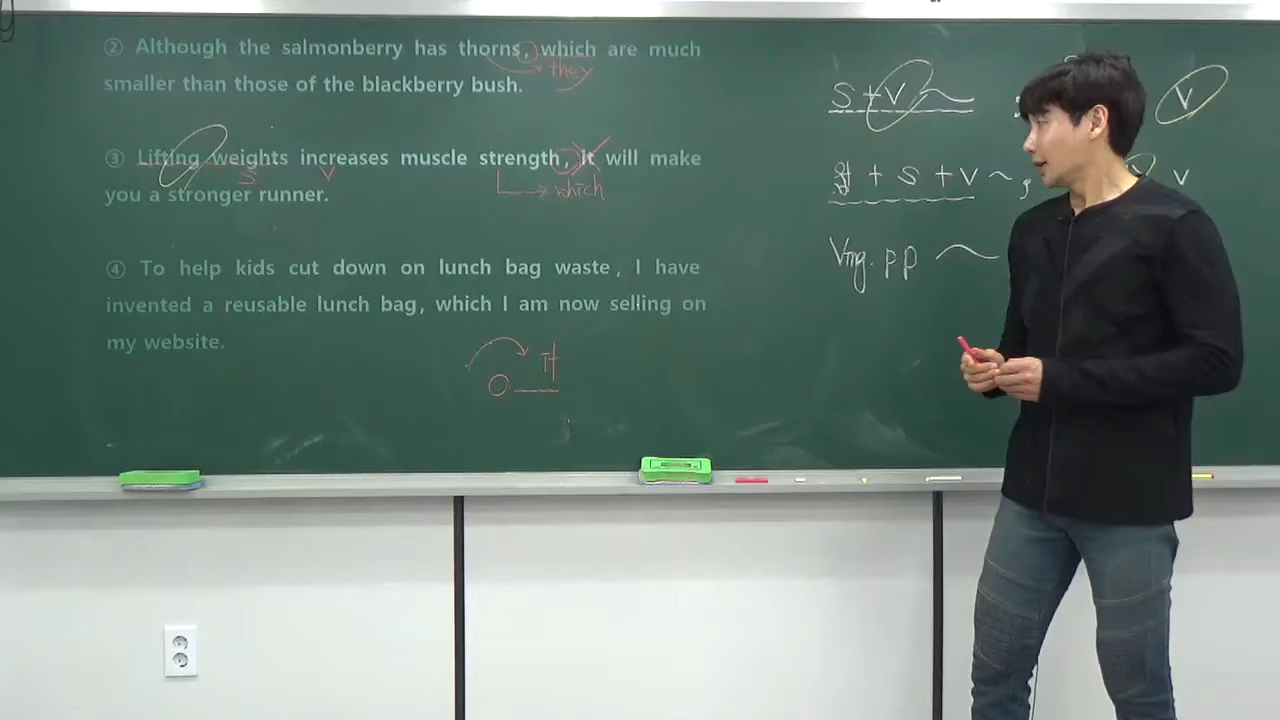 ② Although the salmonberry has thorns, which are much
they
smaller than those of the blackberry bush.
③ Lifting weights increases muscle strength, it will make
S V
you a stronger runner.
which
④ To help kids cut down on lunch bag waste, I have
invented a reusable lunch bag, which I am now selling on
my website.
S + V
V
접 + S + V ~, V
Ving. pp